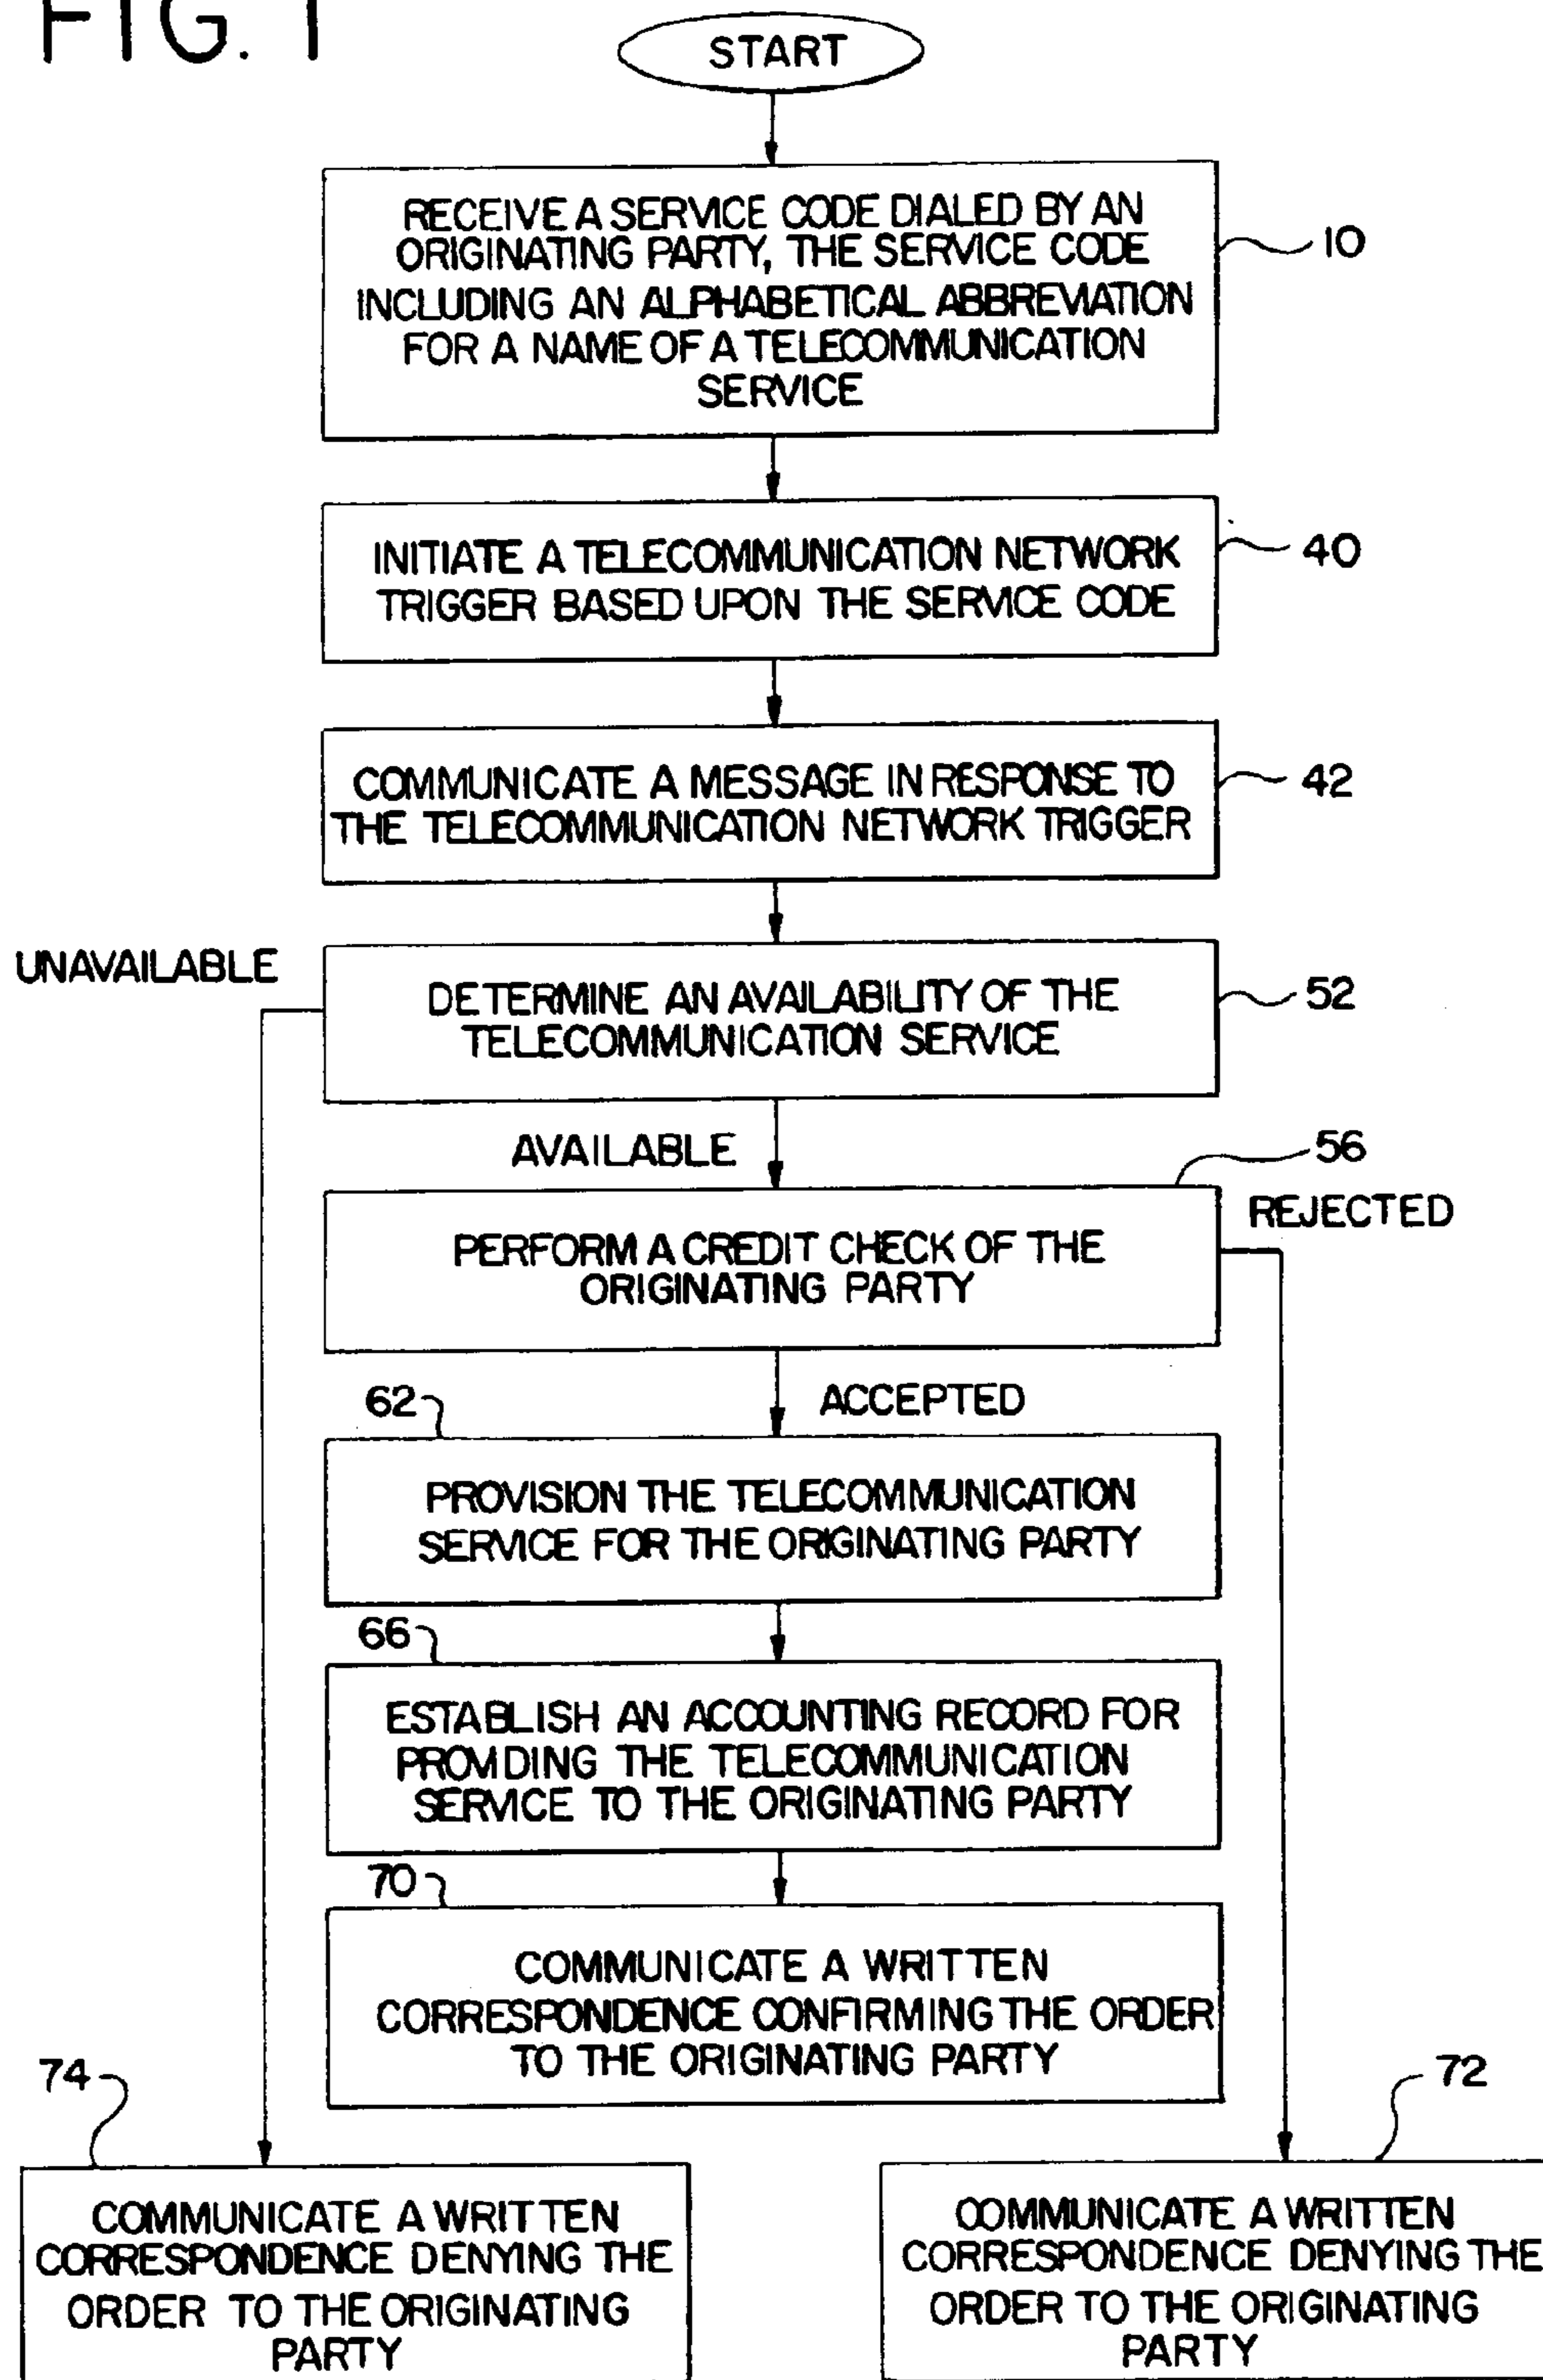 FIG. 1
START
RECEIVE A SERVICE CODE DIALED BY AN
ORIGINATING PARTY, THE SERVICE CODE
INCLUDING AN ALPHABETICAL ABBREVIATION
FOR A NAME OF A TELECOMMUNICATION
SERVICE
10
INITIATE A TELECOMMUNICATION NETWORK
TRIGGER BASED UPON THE SERVICE CODE
40
COMMUNICATE A MESSAGE IN RESPONSE TO
THE TELECOMMUNICATION NETWORK TRIGGER
42
UNAVAILABLE
DETERMINE AN AVAILABILITY OF THE
TELECOMMUNICATION SERVICE
52
AVAILABLE
56
REJECTED
PERFORM A CREDIT CHECK OF THE
ORIGINATING PARTY
ACCEPTED
62
PROVISION THE TELECOMMUNICATION
SERVICE FOR THE ORIGINATING PARTY
66
ESTABLISH AN ACCOUNTING RECORD FOR
PROVIDING THE TELECOMMUNICATION
SERVICE TO THE ORIGINATING PARTY
70
COMMUNICATE A WRITTEN
CORRESPONDENCE CONFIRMING THE ORDER
TO THE ORIGINATING PARTY
74
COMMUNICATE A WRITTEN
CORRESPONDENCE DENYING THE
ORDER TO THE ORIGINATING
PARTY
72
COMMUNICATE A WRITTEN
CORRESPONDENCE DENYING THE
ORDER TO THE ORIGINATING
PARTY